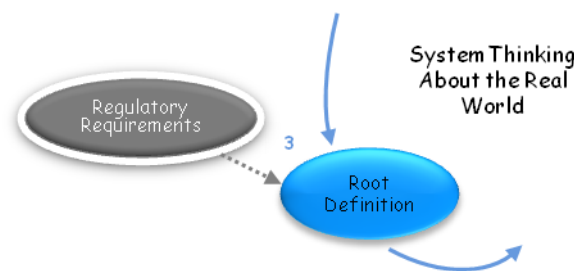 System Thinking
About the Real
World
Regulatory
Requirements
3
Root
Definition